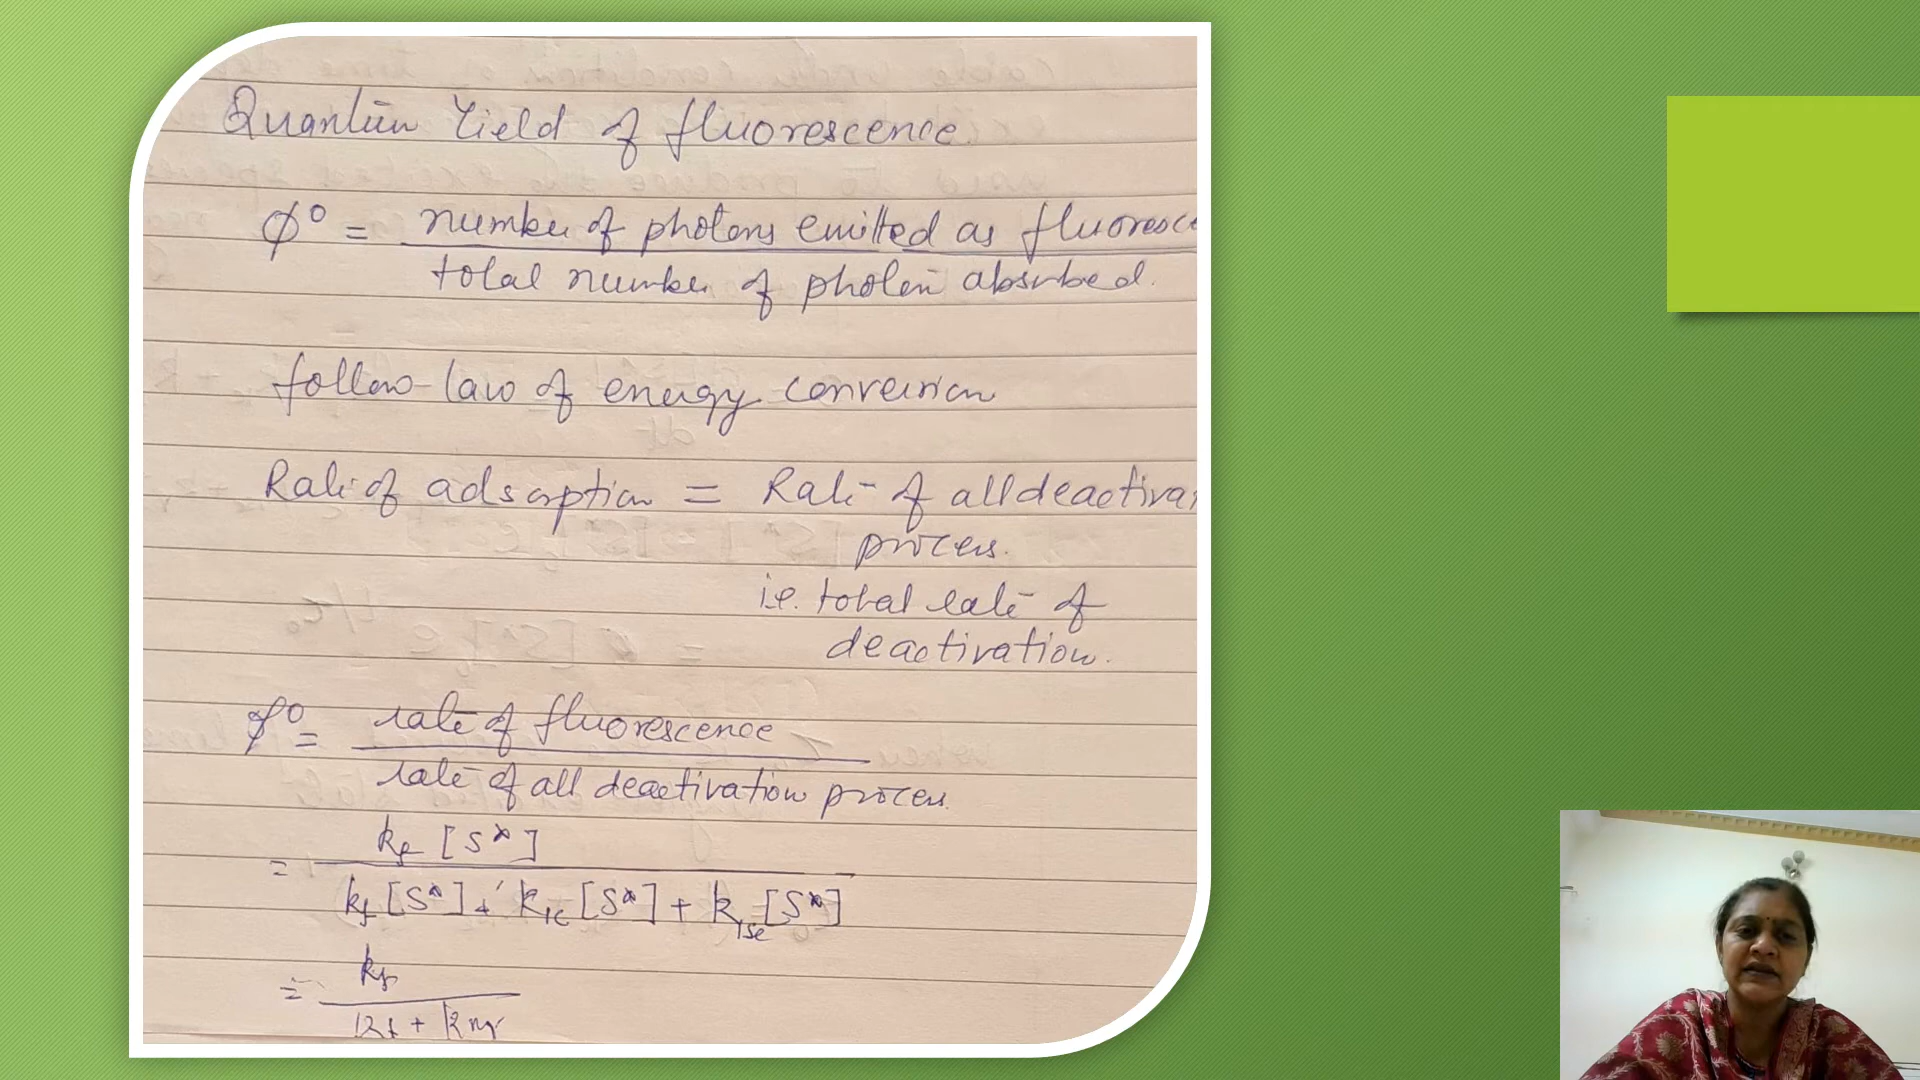 Quantum Yield of fluorescence
φ° = number of photons emitted as fluoresce
total number of photon absorbed.
follow law of energy conversion
Rate of adsorption = Rate of all deactiva
process.
i.e. total rate of
deactivation.
φ° = rate of fluorescence
rate of all deactivation process.
= kf [S*]
kf [S*] + kIC [S*] + kISC [S*]
= kf
kf + knr